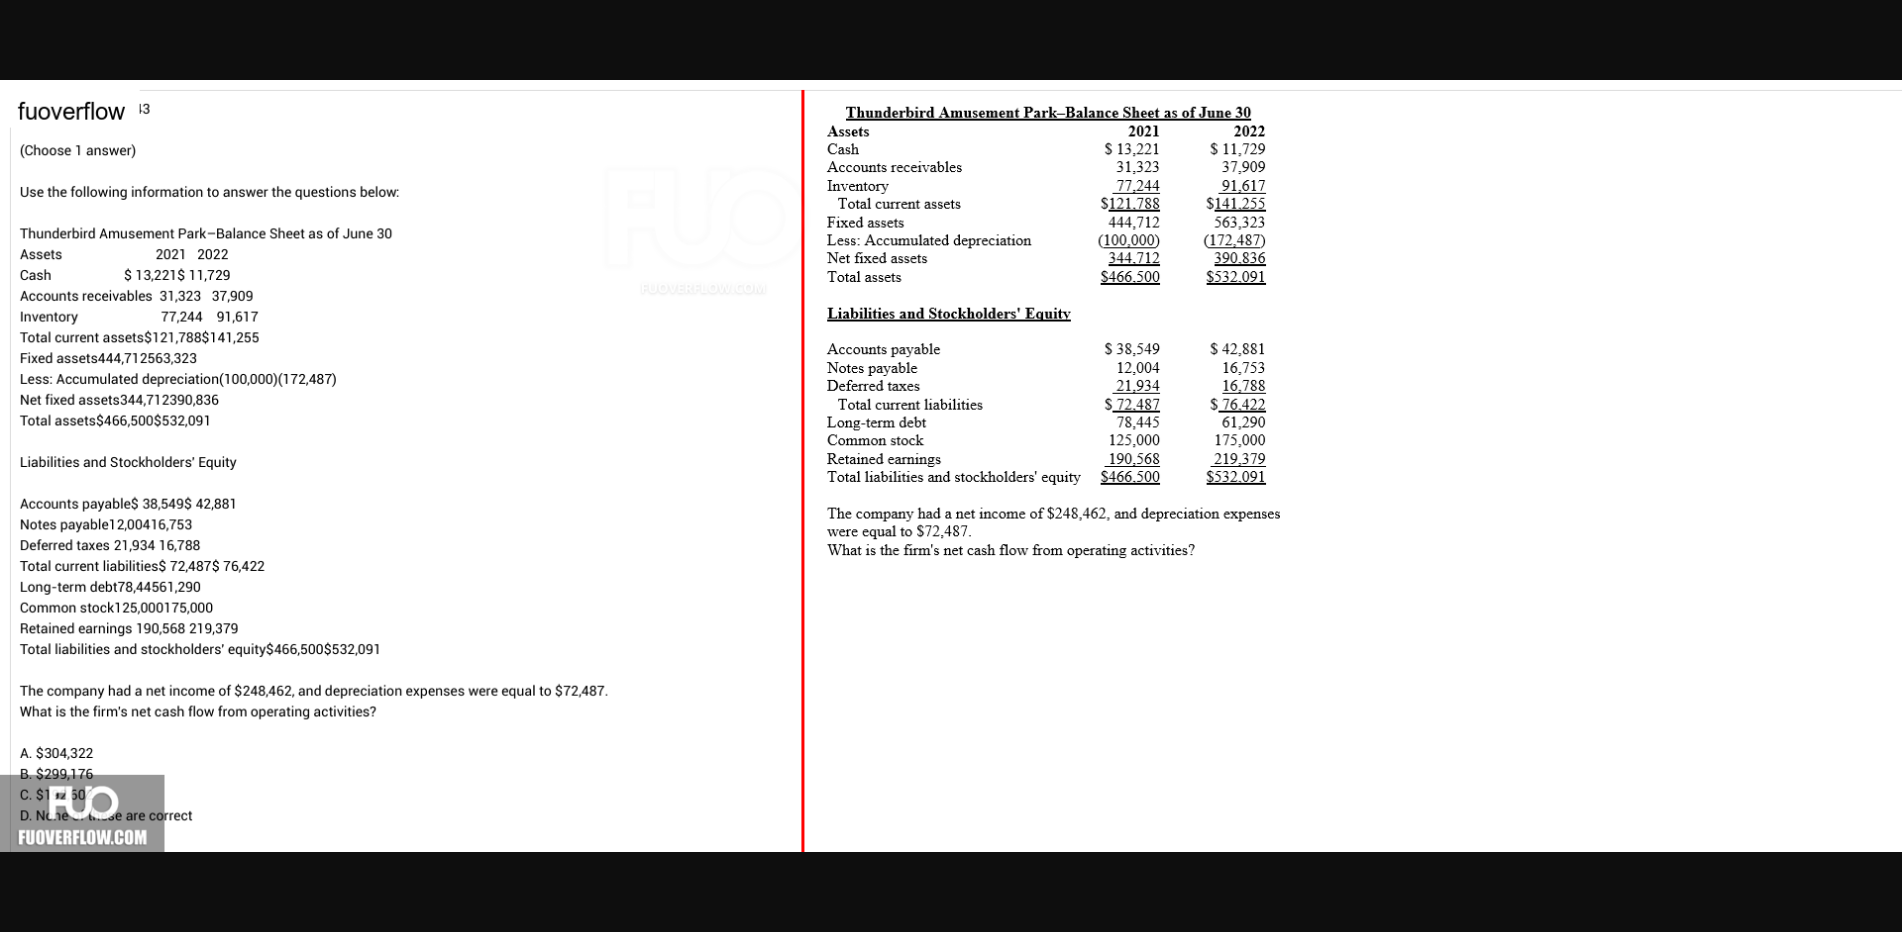 fuoverflow 13
(Choose 1 answer)
Use the following information to answer the questions below:
Thunderbird Amusement Park–Balance Sheet as of June 30
Assets 2021 2022
Cash $ 13,221$ 11,729
Accounts receivables 31,323 37,909
Inventory 77,244 91,617
Total current assets$121,788$141,255
Fixed assets444,712563,323
Less: Accumulated depreciation(100,000)(172,487)
Net fixed assets344,712390,836
Total assets$466,500$532,091
Liabilities and Stockholders' Equity
Accounts payable$ 38,549$ 42,881
Notes payable12,00416,753
Deferred taxes 21,934 16,788
Total current liabilities$ 72,487$ 76,422
Long-term debt78,44561,290
Common stock125,000175,000
Retained earnings 190,568 219,379
Total liabilities and stockholders' equity$466,500$532,091
The company had a net income of $248,462, and depreciation expenses were equal to $72,487.
What is the firm's net cash flow from operating activities?
A. $304,322
B. $299,176
C.
D. are correct
FUO
FUOVERFLOW.COM
FUO
FUOVERFLOW.COM
Thunderbird Amusement Park–Balance Sheet as of June 30
Assets 2021 2022
Cash $ 13,221 $ 11,729
Accounts receivables 31,323 37,909
Inventory 77,244 91,617
Total current assets $121,788 $141,255
Fixed assets 444,712 563,323
Less: Accumulated depreciation (100,000) (172,487)
Net fixed assets 344,712 390,836
Total assets $466,500 $532,091
Liabilities and Stockholders' Equity
Accounts payable $ 38,549 $ 42,881
Notes payable 12,004 16,753
Deferred taxes 21,934 16,788
Total current liabilities $ 72,487 $ 76,422
Long-term debt 78,445 61,290
Common stock 125,000 175,000
Retained earnings 190,568 219,379
Total liabilities and stockholders' equity $466,500 $532,091
The company had a net income of $248,462, and depreciation expenses
were equal to $72,487.
What is the firm's net cash flow from operating activities?